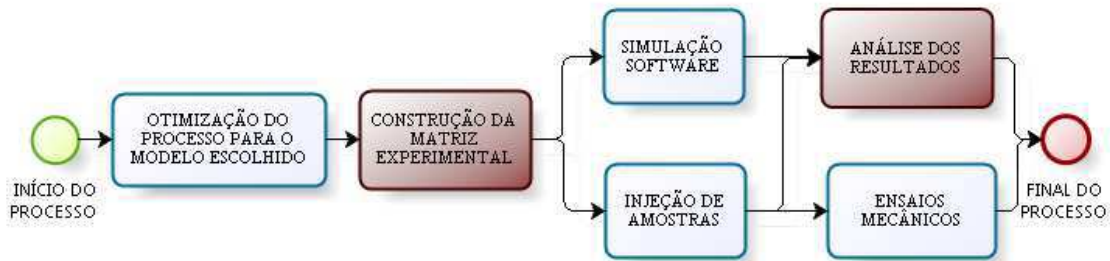 INÍCIO DO
PROCESSO
OTIMIZAÇÃO DO
PROCESSO PARA O
MODELO ESCOLHIDO
CONSTRUÇÃO DA
MATRIZ
EXPERIMENTAL
SIMULAÇÃO
SOFTWARE
INJEÇÃO DE
AMOSTRAS
ANÁLISE DOS
RESULTADOS
ENSAIOS
MECÂNICOS
FINAL DO
PROCESSO